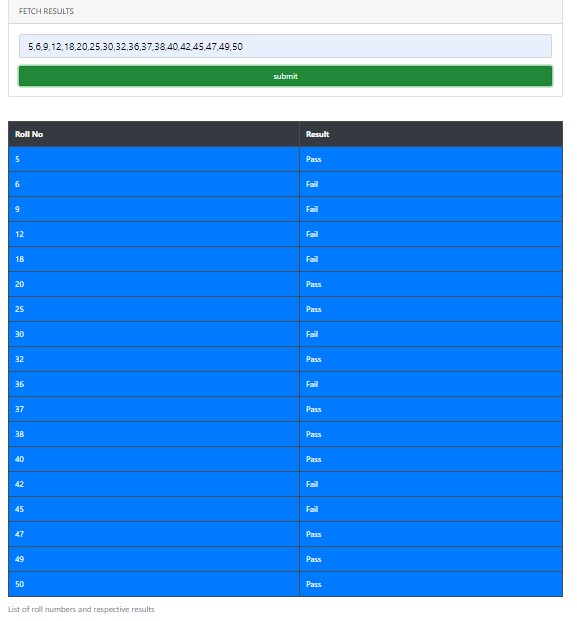 FETCH RESULTS
5,6,9,12,18,20,25,30,32,36,37,38,40,42,45,47,49,50
submit
Roll No Result
5 Pass
6 Fail
9 Fail
12 Fail
18 Fail
20 Pass
25 Pass
30 Fail
32 Pass
36 Fail
37 Pass
38 Pass
40 Pass
42 Fail
45 Fail
47 Pass
49 Pass
50 Pass
List of roll numbers and respective results